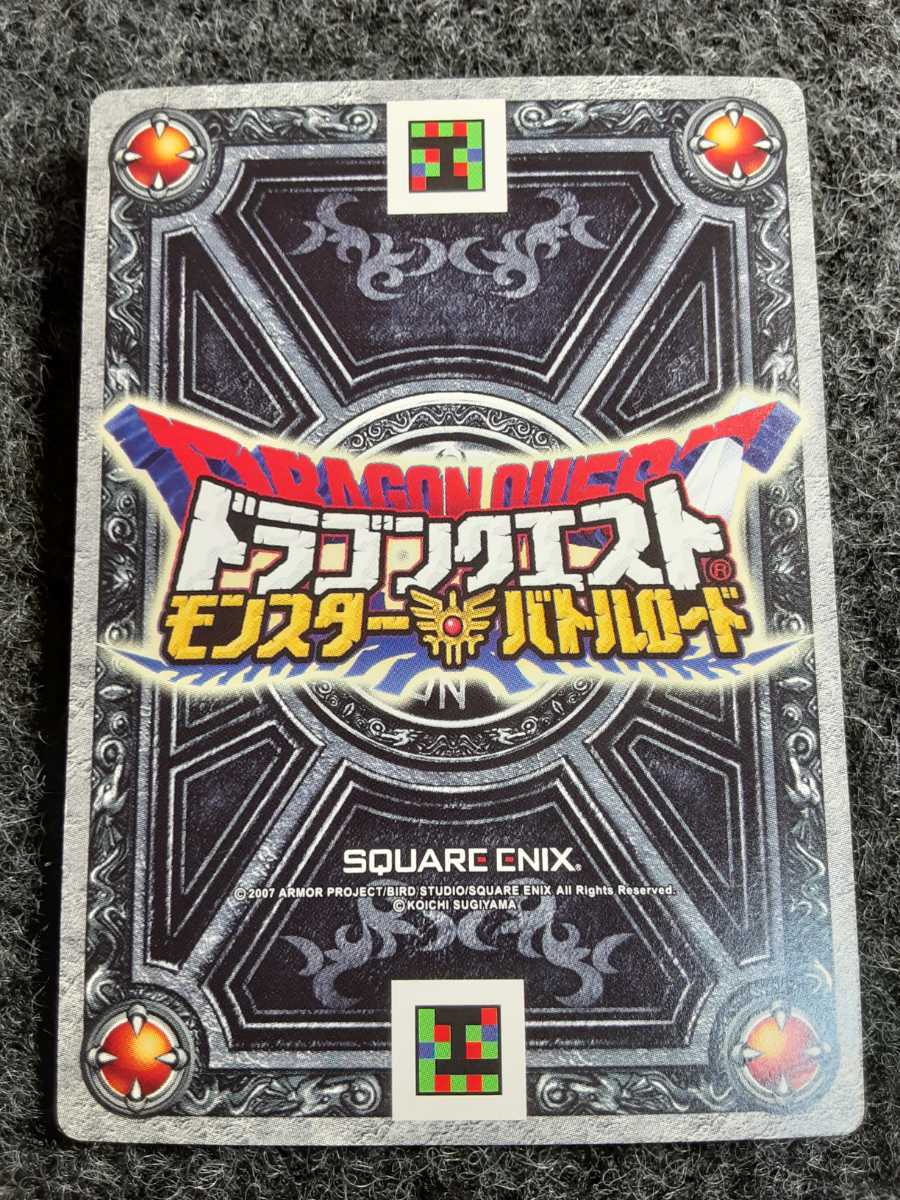 DRAGON QUEST
ドラゴンクエスト®
モンスターバトルロード
SQUARE ENIX®
© 2007 ARMOR PROJECT/BIRD STUDIO/SQUARE ENIX All Rights Reserved.
© KOICHI SUGIYAMA